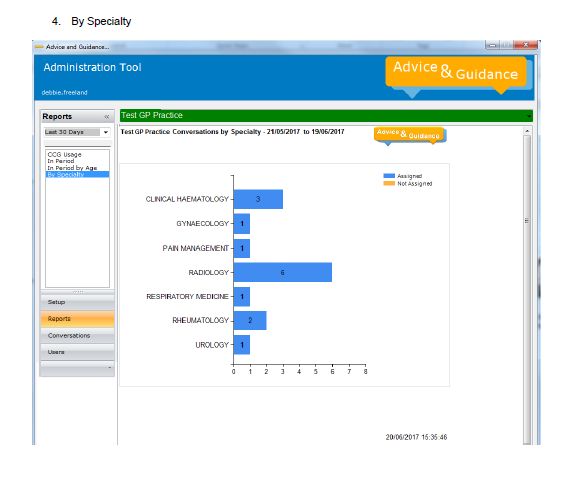 4. By Specialty
Advice and Guidance...
Administration Tool
Advice & Guidance
debbie.freeland
Reports «
Test GP Practice
Last 30 Days
Test GP Practice Conversations by Specialty - 21/05/2017 to 19/06/2017
Advice & Guidance
CCG Usage
In Period
In Period by Age
By Specialty
Assigned
Not Assigned
CLINICAL HAEMATOLOGY 3
GYNAECOLOGY 1
PAIN MANAGEMENT 1
RADIOLOGY 6
RESPIRATORY MEDICINE 1
RHEUMATOLOGY 2
UROLOGY 1
0 1 2 3 4 5 6 7 8
Setup
Reports
Conversations
Users
20/06/2017 15:35:46